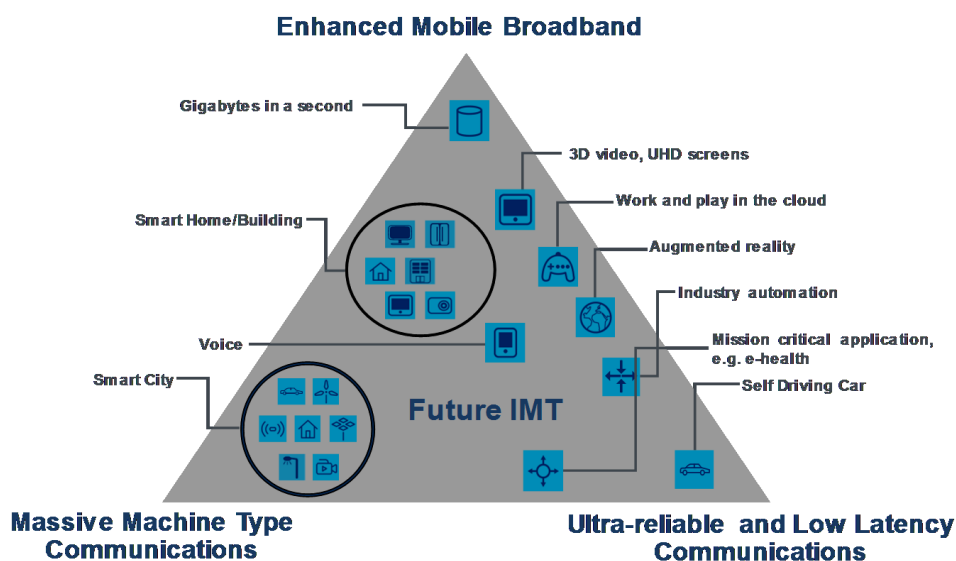 Enhanced Mobile Broadband
Gigabytes in a second
3D video, UHD screens
Work and play in the cloud
Smart Home/Building
Augmented reality
Industry automation
Mission critical application,
e.g. e-health
Voice
Smart City
Self Driving Car
Future IMT
Massive Machine Type
Communications
Ultra-reliable and Low Latency
Communications